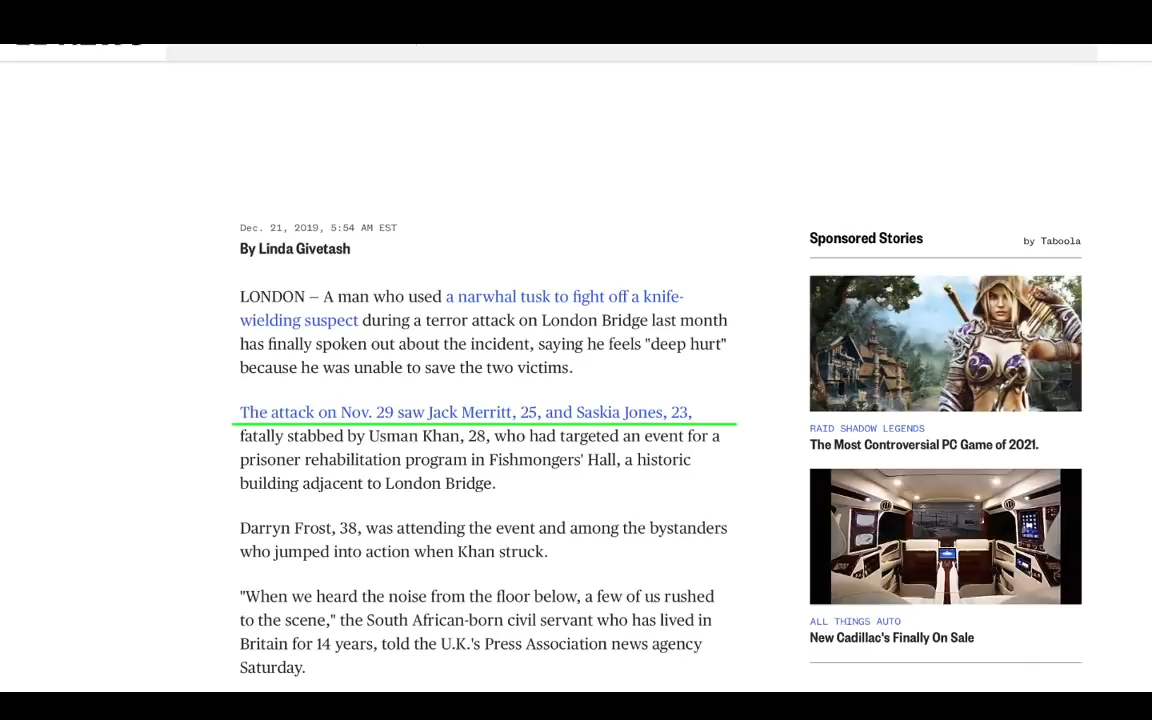 Dec. 21, 2019, 5:54 AM EST
By Linda Givetash
LONDON — A man who used a narwhal tusk to fight off a knife-
wielding suspect during a terror attack on London Bridge last month
has finally spoken out about the incident, saying he feels "deep hurt"
because he was unable to save the two victims.
The attack on Nov. 29 saw Jack Merritt, 25, and Saskia Jones, 23,
fatally stabbed by Usman Khan, 28, who had targeted an event for a
prisoner rehabilitation program in Fishmongers' Hall, a historic
building adjacent to London Bridge.
Darryn Frost, 38, was attending the event and among the bystanders
who jumped into action when Khan struck.
"When we heard the noise from the floor below, a few of us rushed
to the scene," the South African-born civil servant who has lived in
Britain for 14 years, told the U.K.'s Press Association news agency
Saturday.
Sponsored Stories
by Taboola
RAID SHADOW LEGENDS
The Most Controversial PC Game of 2021.
ALL THINGS AUTO
New Cadillac's Finally On Sale